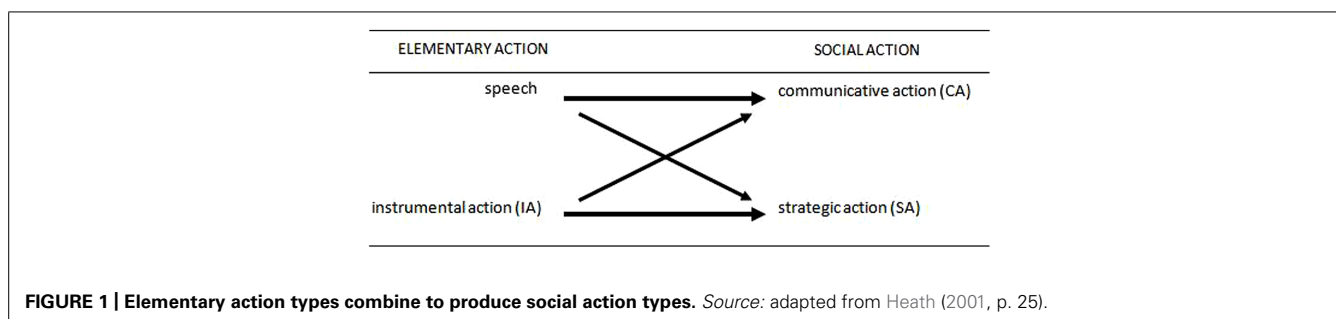 ELEMENTARY ACTION SOCIAL ACTION
speech communicative action (CA)
instrumental action (IA) strategic action (SA)
FIGURE 1 | Elementary action types combine to produce social action types. Source: adapted from Heath (2001, p. 25).